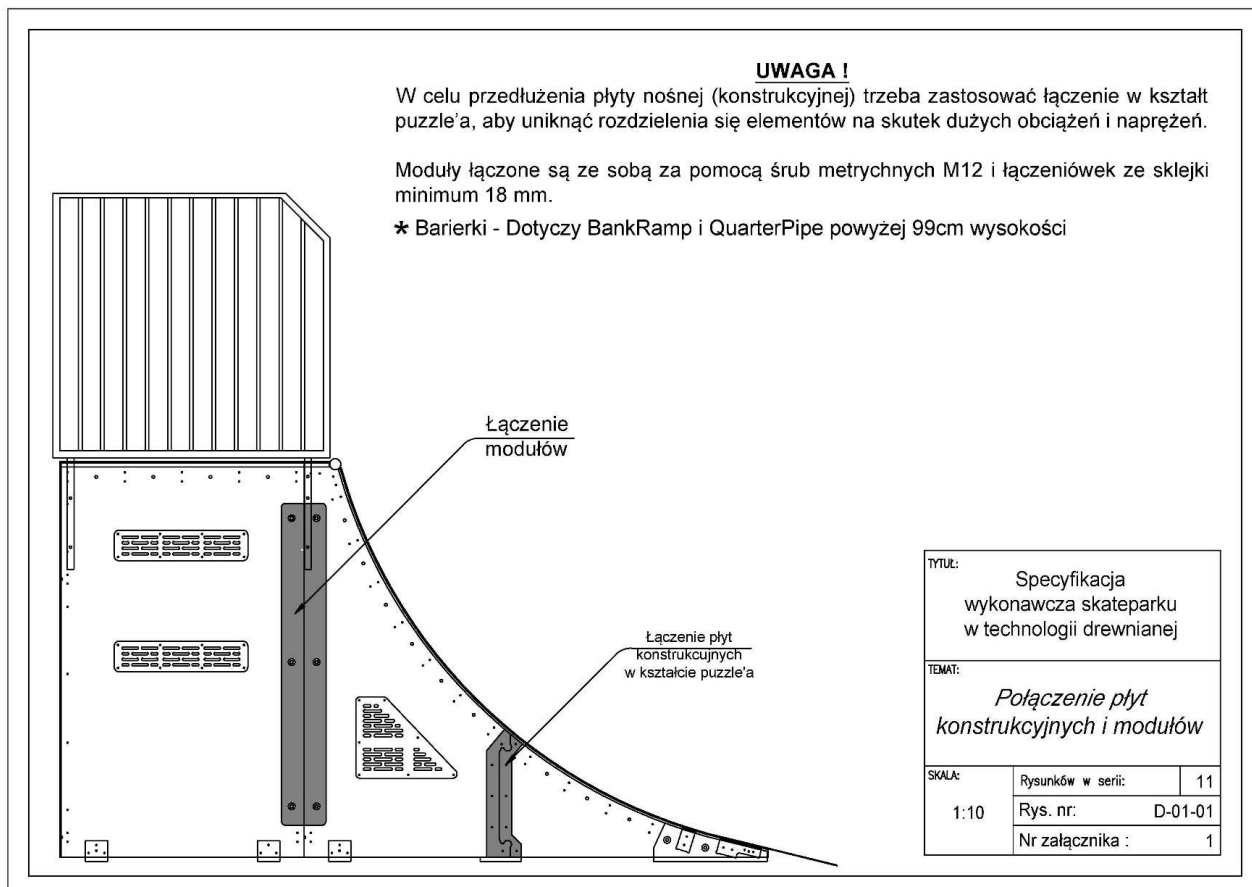 UWAGA !
W celu przedłużenia płyty nośnej (konstrukcyjnej) trzeba zastosować łączenie w kształt
puzzle'a, aby uniknąć rozdzielenia się elementów na skutek dużych obciążeń i naprężeń.
Moduły łączone są ze sobą za pomocą śrub metrychnych M12 i łączeniówek ze sklejki
minimum 18 mm.
* Barierki - Dotyczy BankRamp i QuarterPipe powyżej 99cm wysokości
Łączenie
modułów
Łączenie płyt
konstrukcujnych
w kształcie puzzle'a
TYTUŁ:
Specyfikacja
wykonawcza skateparku
w technologii drewnianej
TEMAT:
Połączenie płyt
konstrukcyjnych i modułów
SKALA:
1:10
Rysunków w serii: 11
Rys. nr: D-01-01
Nr załącznika : 1